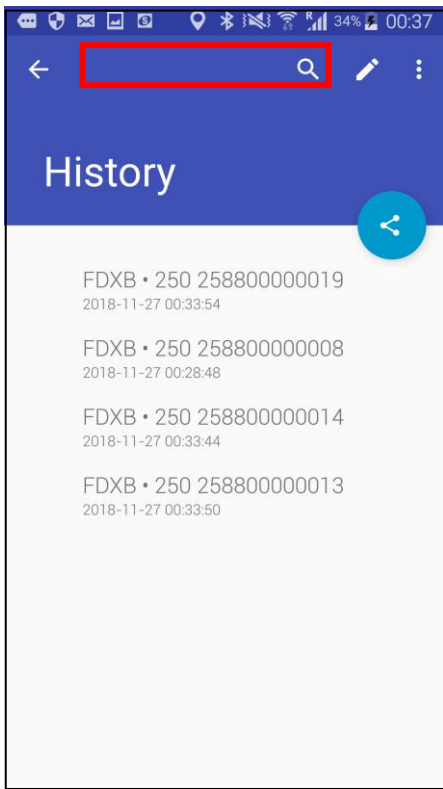 R 34% 00:37
History
FDXB • 250 258800000019
2018-11-27 00:33:54
FDXB • 250 258800000008
2018-11-27 00:28:48
FDXB • 250 258800000014
2018-11-27 00:33:44
FDXB • 250 258800000013
2018-11-27 00:33:50